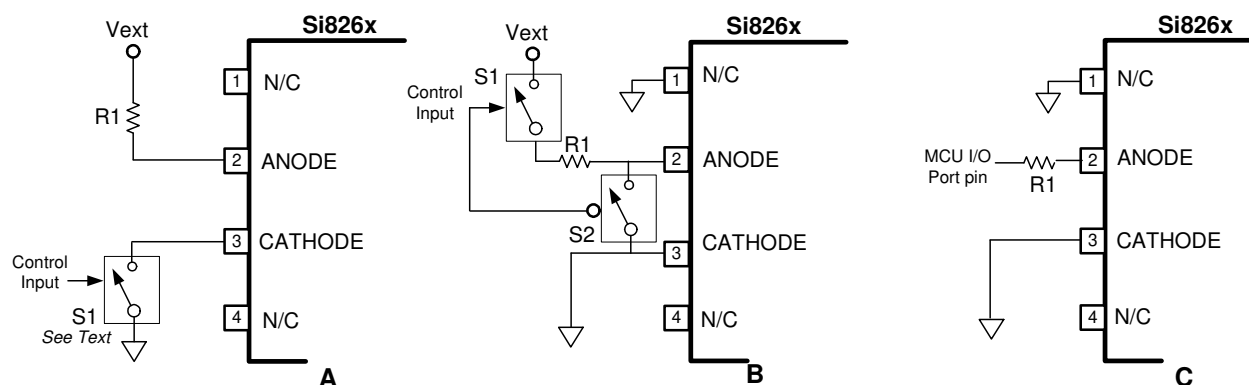 Si826x
Vext
R1
1
N/C
2
ANODE
3
CATHODE
Control
Input
S1
See Text
4
N/C
A
Si826x
Vext
S1
Control
Input
1
N/C
R1
2
ANODE
S2
3
CATHODE
4
N/C
B
Si826x
1
N/C
MCU I/O
Port pin
R1
2
ANODE
3
CATHODE
4
N/C
C